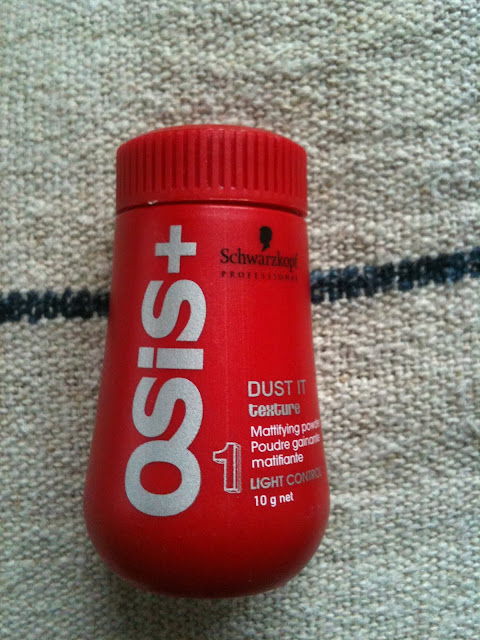 OSIS+
Schwarzkopf
PROFESSIONAL
DUST IT
texture
Mattifying powder
Poudre gainante
matifiante
1
LIGHT CONTROL
10 g net